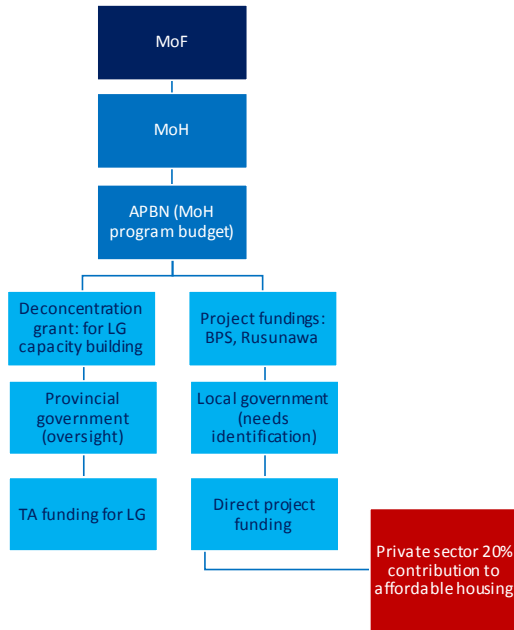 MoF
MoH
APBN (MoH
program budget)
Deconcentration
grant: for LG
capacity building
Project fundings:
BPS, Rusunawa
Provincial
government
(oversight)
Local government
(needs
identification)
TA funding for LG
Direct project
funding
Private sector 20%
contribution to
affordable housing